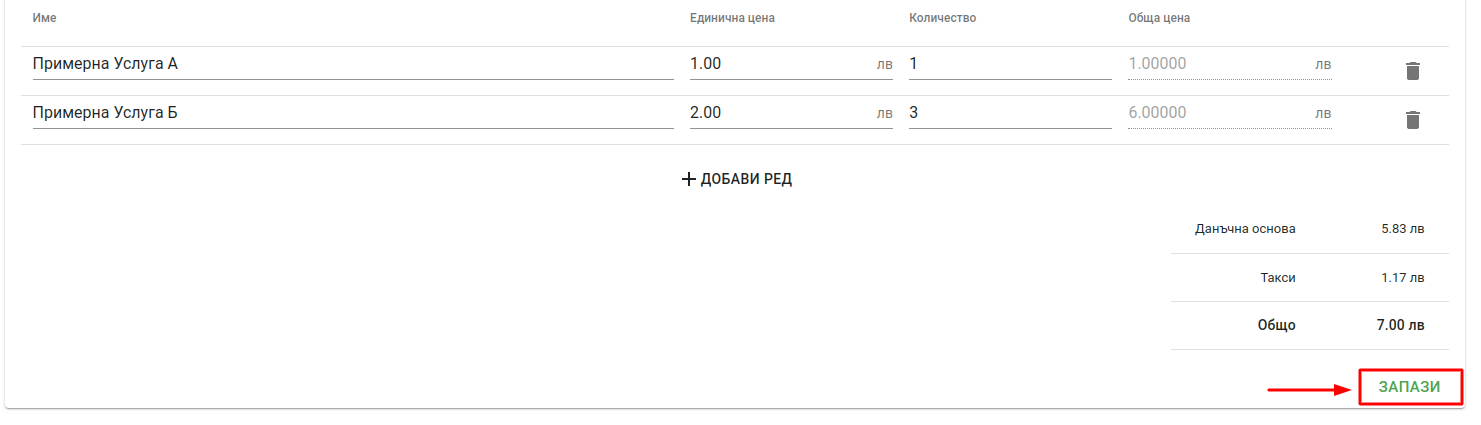 Име Единична цена Количество Обща цена
Примерна Услуга А 1.00 лв 1 1.00000 лв
Примерна Услуга Б 2.00 лв 3 6.00000 лв
ДОБАВИ РЕД
Данъчна основа 5.83 лв
Такси 1.17 лв
Общо 7.00 лв
ЗАПАЗИ